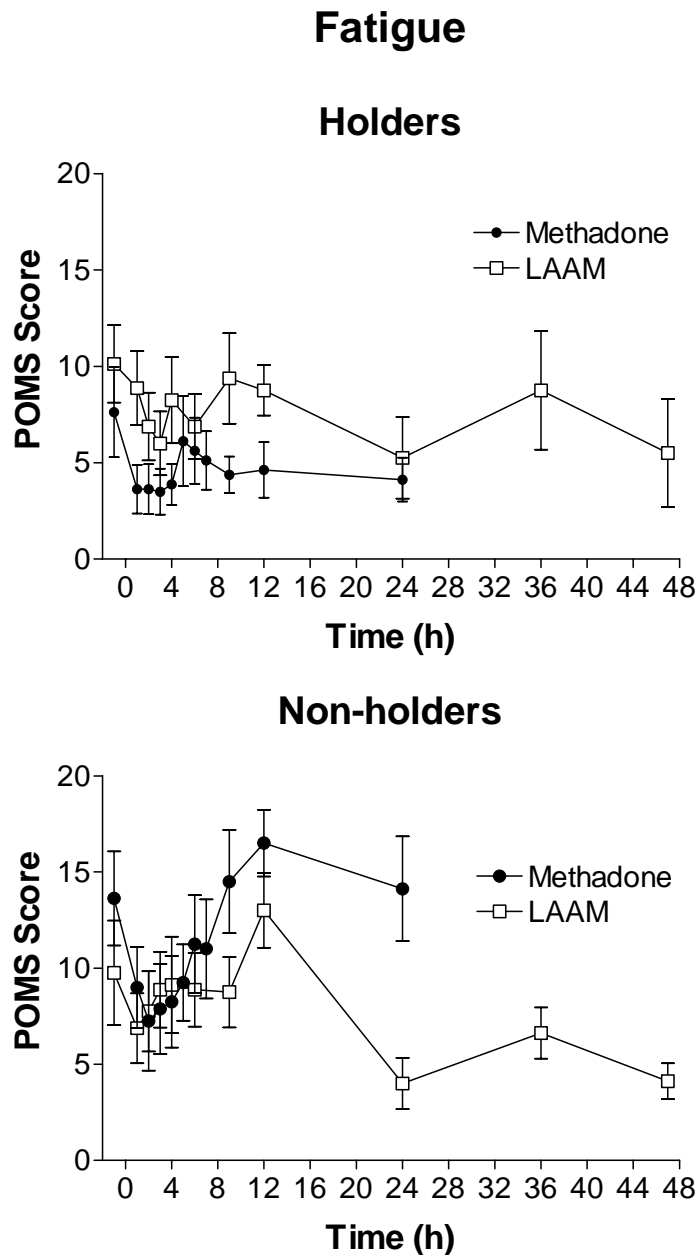 Fatigue
Holders
20
15
10
5
0
POMS Score
Methadone
LAAM
0 4 8 12 16 20 24 28 32 36 40 44 48
Time (h)
Non-holders
20
15
10
5
0
POMS Score
Methadone
LAAM
0 4 8 12 16 20 24 28 32 36 40 44 48
Time (h)